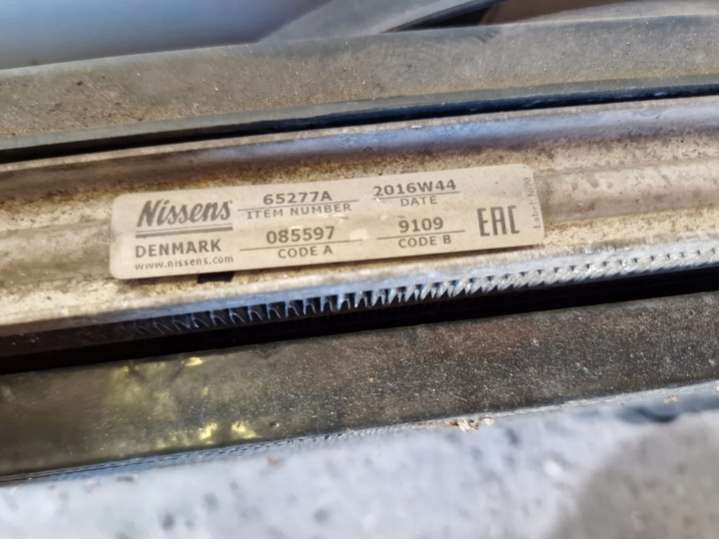 Nissens
DENMARK
www.nissens.com
65277A
ITEM NUMBER
085597
CODE A
2016W44
DATE
9109
CODE B
EAC